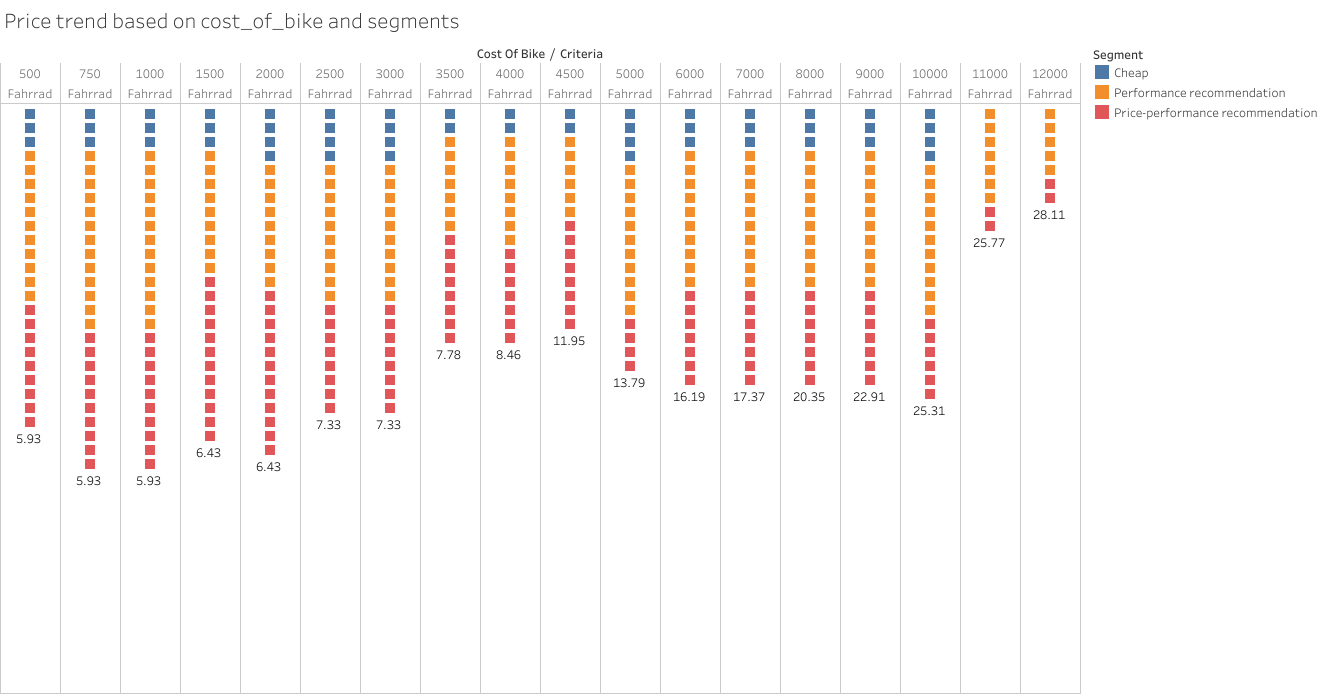 Price trend based on cost_of_bike and segments
Cost Of Bike / Criteria
500 750 1000 1500 2000 2500 3000 3500 4000 4500 5000 6000 7000 8000 9000 10000 11000 12000
Fahrrad Fahrrad Fahrrad Fahrrad Fahrrad Fahrrad Fahrrad Fahrrad Fahrrad Fahrrad Fahrrad Fahrrad Fahrrad Fahrrad Fahrrad Fahrrad Fahrrad Fahrrad
5.93 5.93 5.93 6.43 6.43 7.33 7.33 7.78 8.46 11.95 13.79 16.19 17.37 20.35 22.91 25.31 25.77 28.11
Segment
Cheap
Performance recommendation
Price-performance recommendation